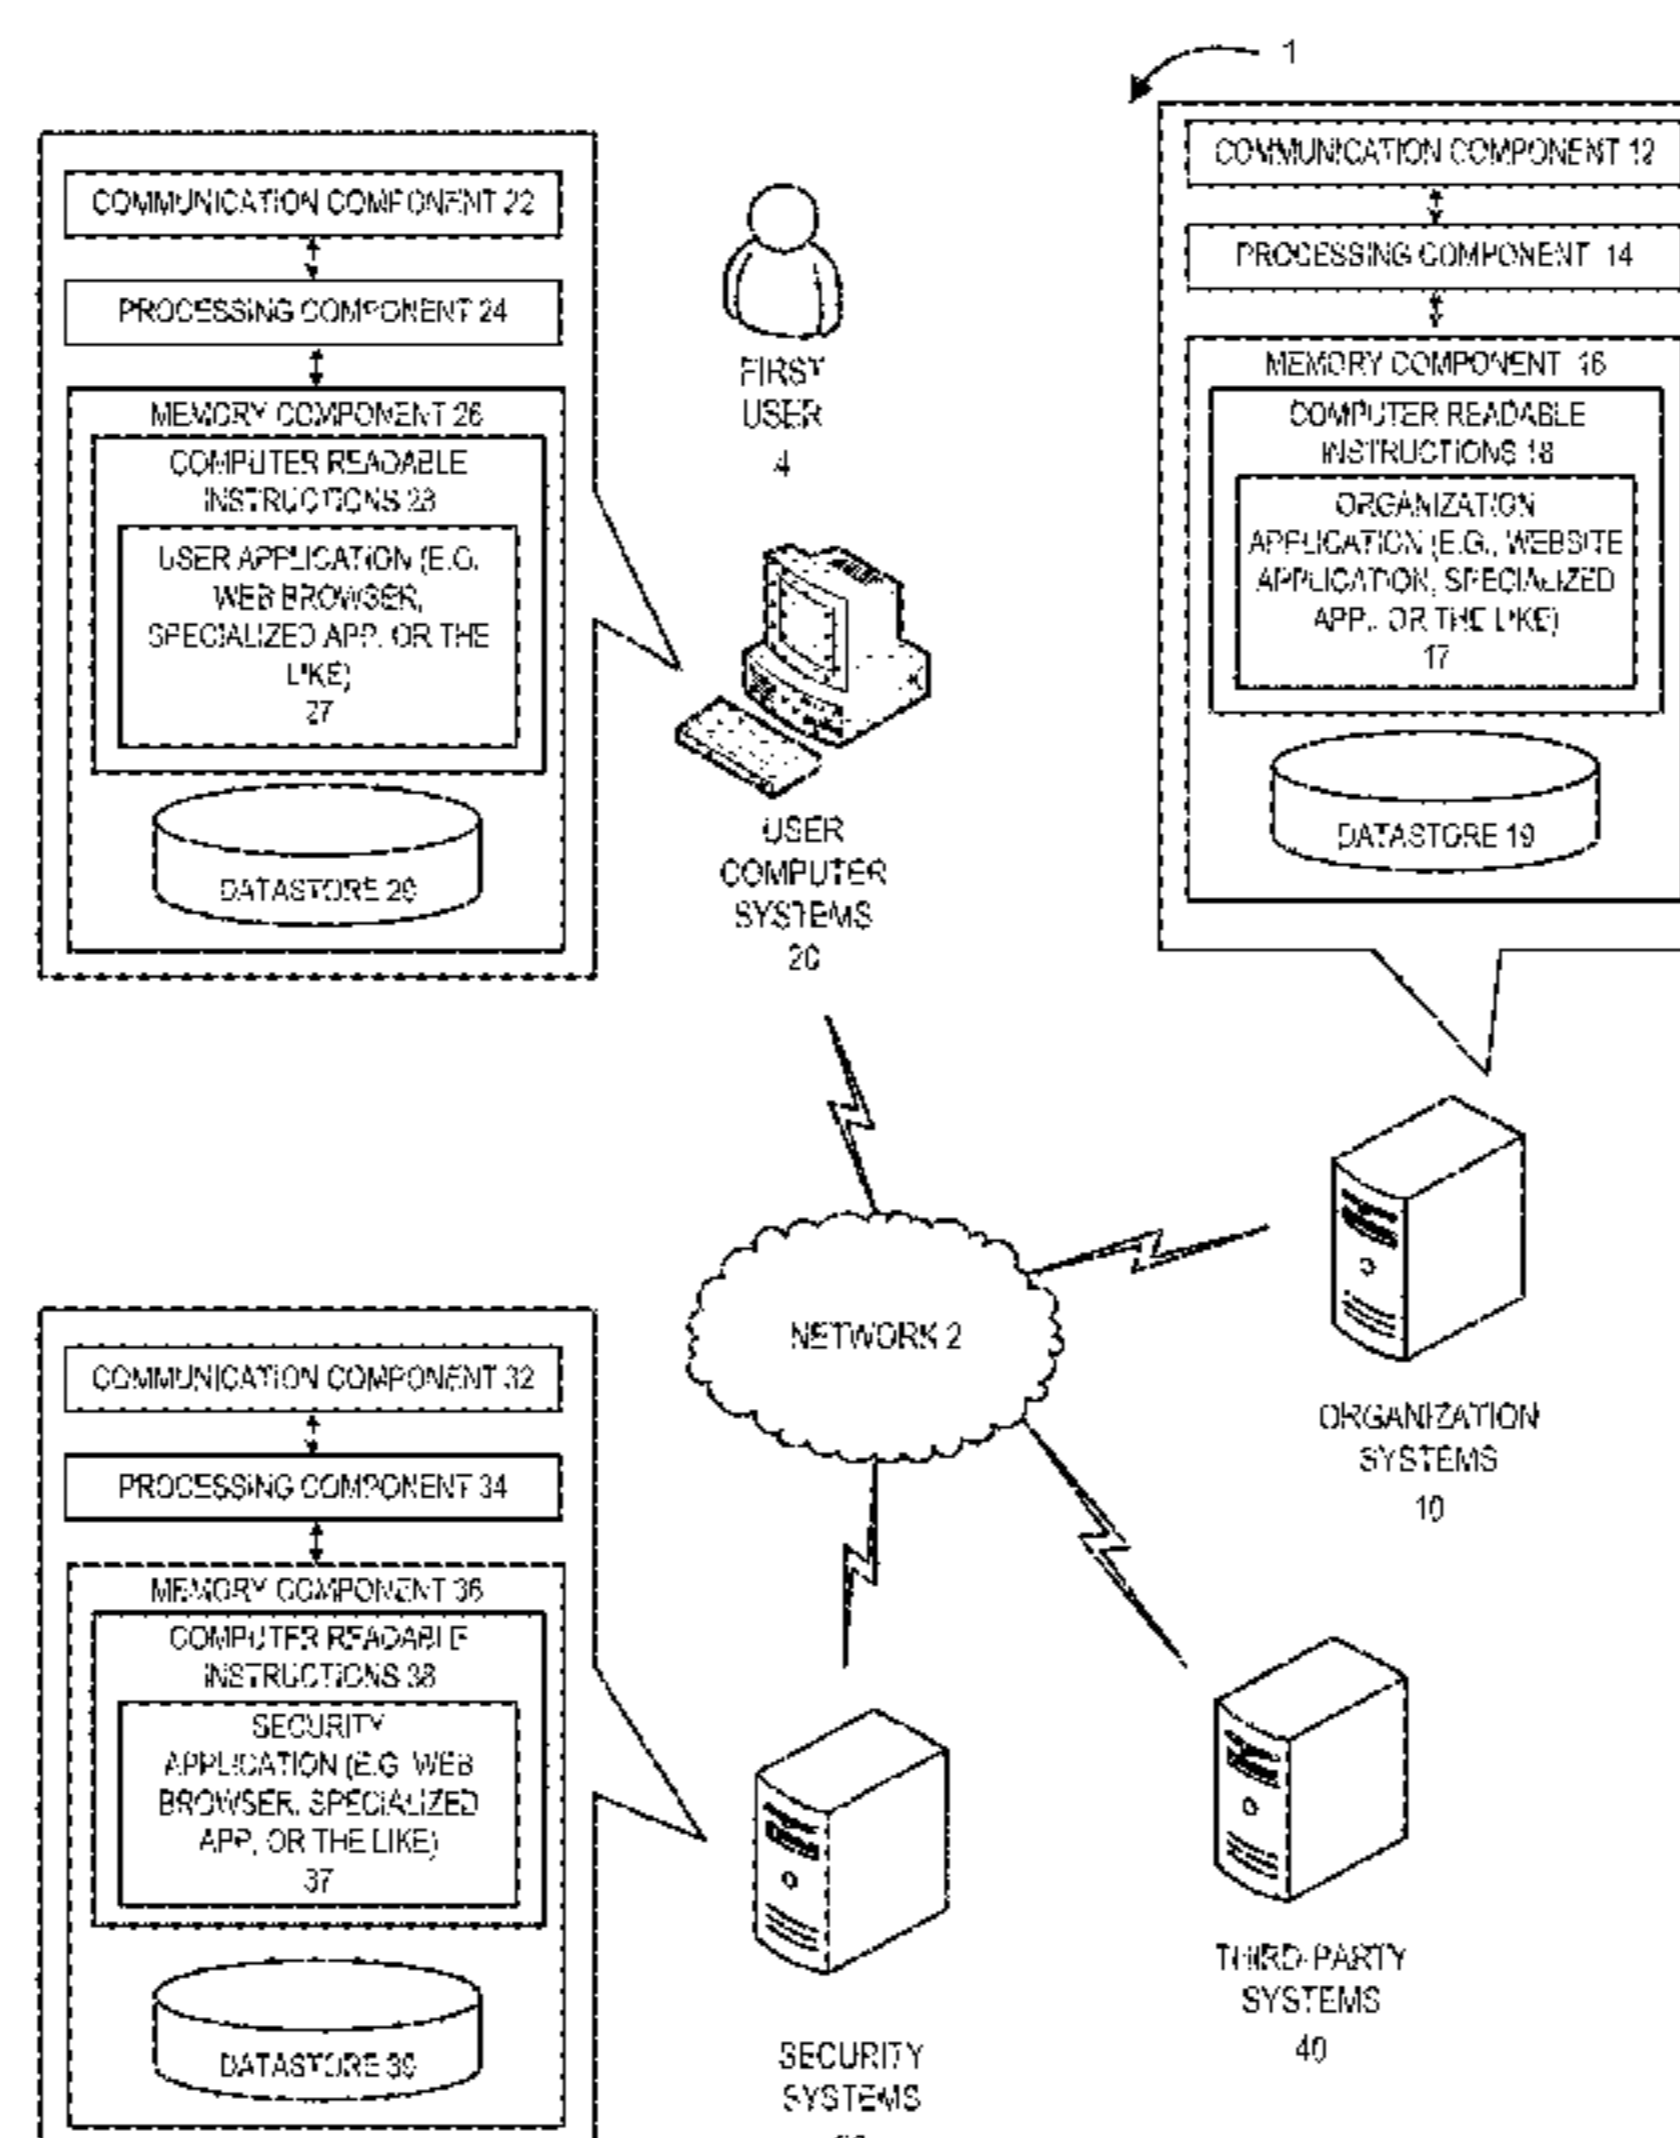 1
COMMUNICATION COMPONENT 22
PROCESSING COMPONENT 24
MEMORY COMPONENT 26
COMPUTER READABLE
INSTRUCTIONS 28
USER APPLICATION (E.G.
WEB BROWSER,
SPECIALIZED APP. OR THE
LIKE)
27
DATASTORE 29
FIRST
USER
4
USER
COMPUTER
SYSTEMS
20
COMMUNICATION COMPONENT 12
PROCESSING COMPONENT 14
MEMORY COMPONENT 16
COMPUTER READABLE
INSTRUCTIONS 18
ORGANIZATION
APPLICATION (E.G., WEBSITE
APPLICATION, SPECIALIZED
APP., OR THE LIKE)
17
DATASTORE 19
NETWORK 2
ORGANIZATION
SYSTEMS
10
COMMUNICATION COMPONENT 32
PROCESSING COMPONENT 34
MEMORY COMPONENT 36
COMPUTER READABLE
INSTRUCTIONS 38
SECURITY
APPLICATION (E.G. WEB
BROWSER, SPECIALIZED
APP, OR THE LIKE)
37
DATASTORE 39
SECURITY
SYSTEMS
THIRD-PARTY
SYSTEMS
40